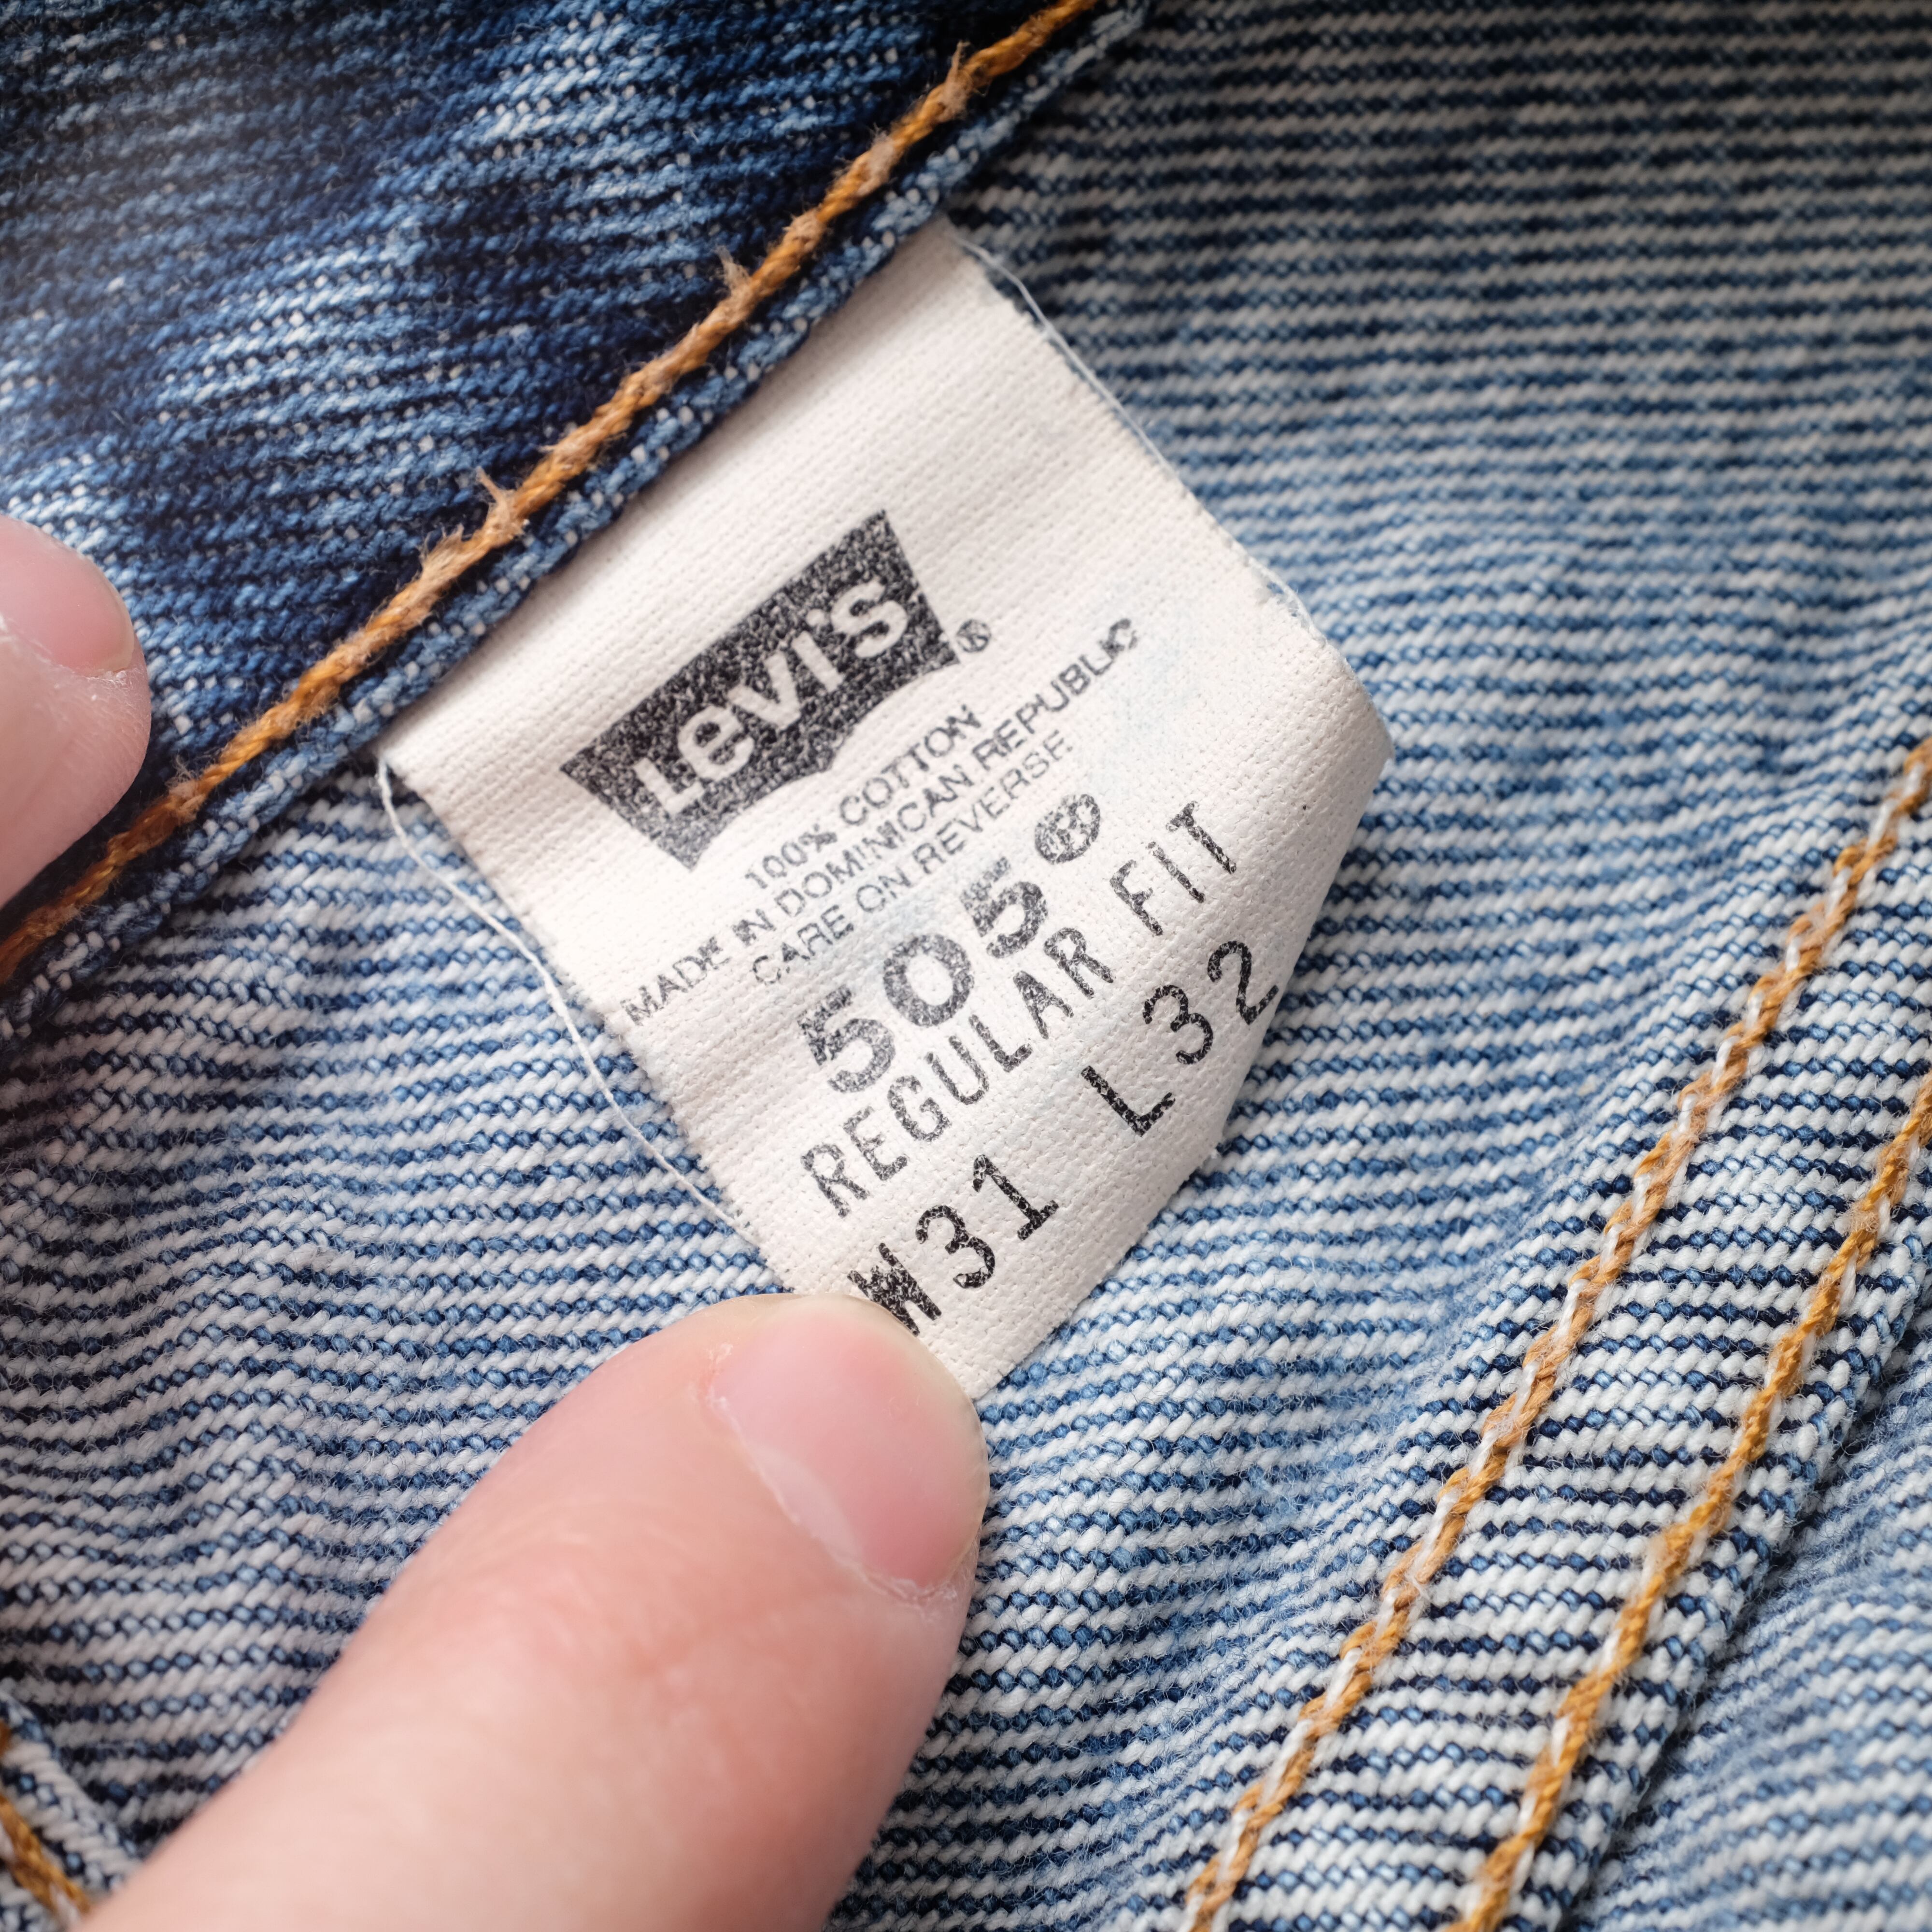 Levi's®
100% COTTON
MADE IN DOMINICAN REPUBLIC
CARE ON REVERSE
505®
REGULAR FIT
W31 L32